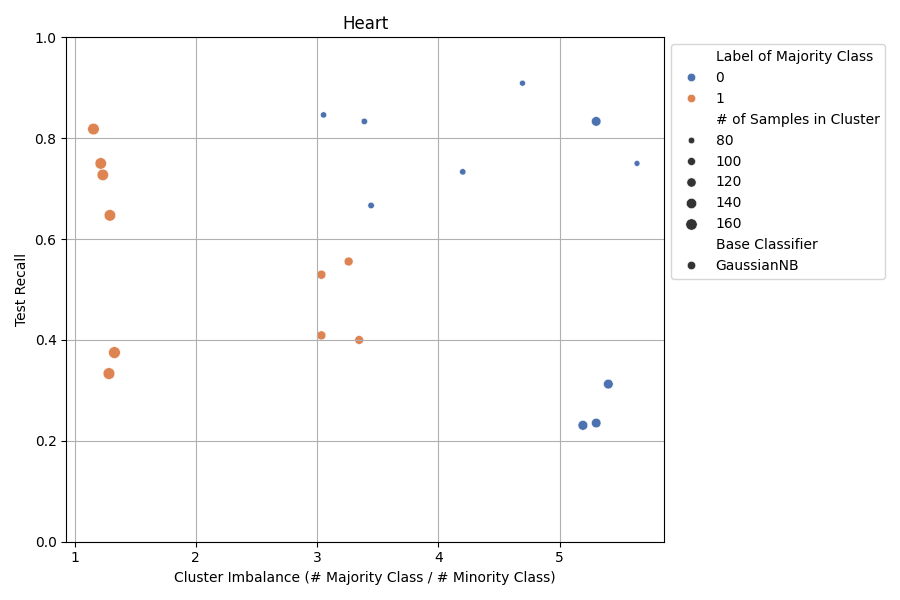 Heart
1.0
0.8
0.6
0.4
0.2
0.0
Test Recall
1 2 3 4 5
Cluster Imbalance (# Majority Class / # Minority Class)
Label of Majority Class
0
1
# of Samples in Cluster
80
100
120
140
160
Base Classifier
GaussianNB